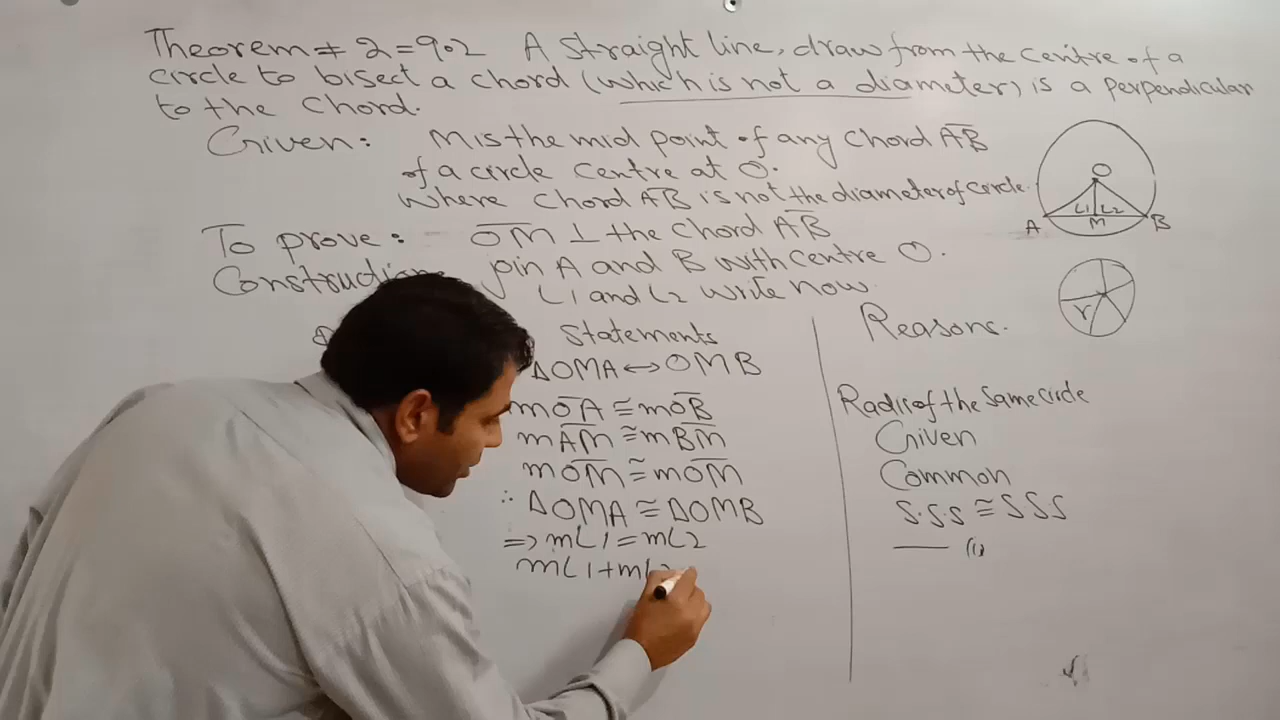 Theorem # 2 = 9.2 A straight line, draw from the centre of a
circle to bisect a chord (which is not a diameter) is a perpendicular
to the chord.
Given: M is the mid point of any chord AB
of a circle centre at O.
where chord AB is not the diameter of circle.
To prove: OM ⊥ the chord AB
Construction join A and B with centre O.
∠1 and ∠2 write now.
O
∠1 ∠2
A M B
r
Statements Reasons.
ΔOMA ↔ OMB
mOA ≅ mOB Radii of the same circle
mAM ≅ mBM Given
mOM ≅ mOM Common
∴ ΔOMA ≅ ΔOMB S.S.S ≅ SSS
⇒ m∠1 = m∠2 — (i)
m∠1 + m∠2